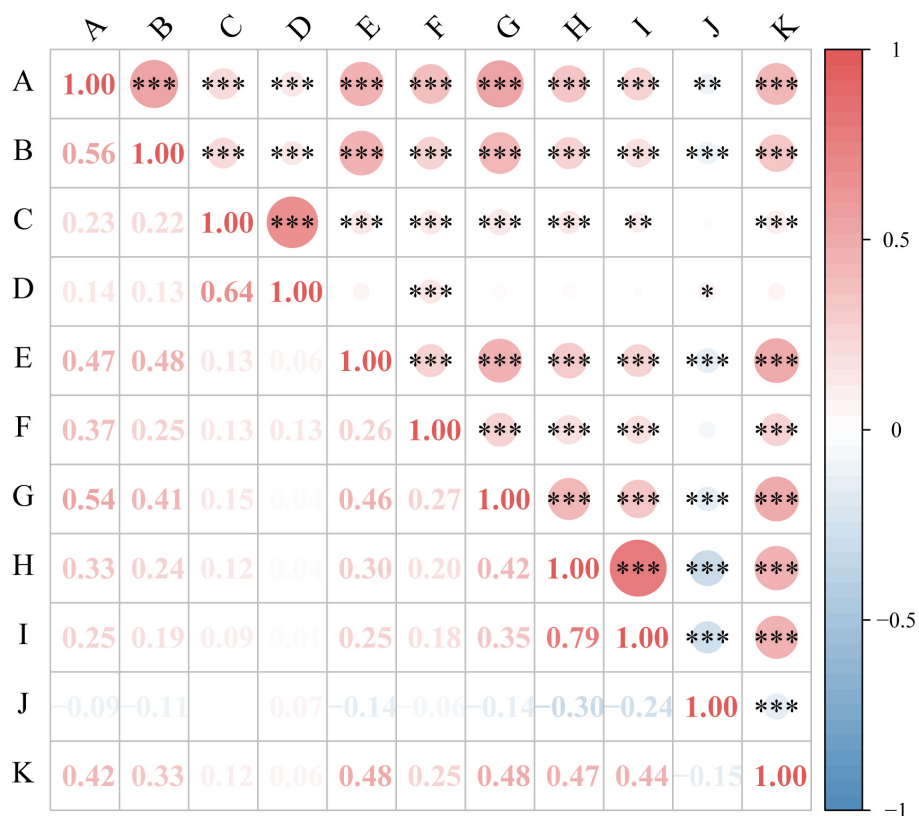 A B C D E F G H I J K
A 1.00 *** *** *** *** *** *** *** *** ** ***
B 0.56 1.00 *** *** *** *** *** *** *** *** ***
C 0.23 0.22 1.00 *** *** *** *** *** ** ***
D 0.14 0.13 0.64 1.00 *** *
E 0.47 0.48 0.13 0.06 1.00 *** *** *** *** *** ***
F 0.37 0.25 0.13 0.13 0.26 1.00 *** *** *** ***
G 0.54 0.41 0.15 0.04 0.46 0.27 1.00 *** *** *** ***
H 0.33 0.24 0.12 0.04 0.30 0.20 0.42 1.00 *** *** ***
I 0.25 0.19 0.09 0.01 0.25 0.18 0.35 0.79 1.00 *** ***
J −0.09 −0.11 0.07 −0.14 −0.06 −0.14 −0.30 −0.24 1.00 ***
K 0.42 0.33 0.12 0.06 0.48 0.25 0.48 0.47 0.44 −0.15 1.00
1
0.5
0
−0.5
−1